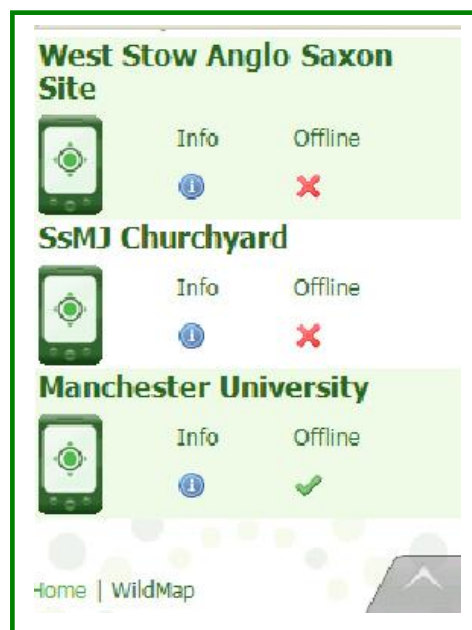 West Stow Anglo Saxon
Site
Info Offline
SsMJ Churchyard
Info Offline
Manchester University
Info Offline
Home | WildMap